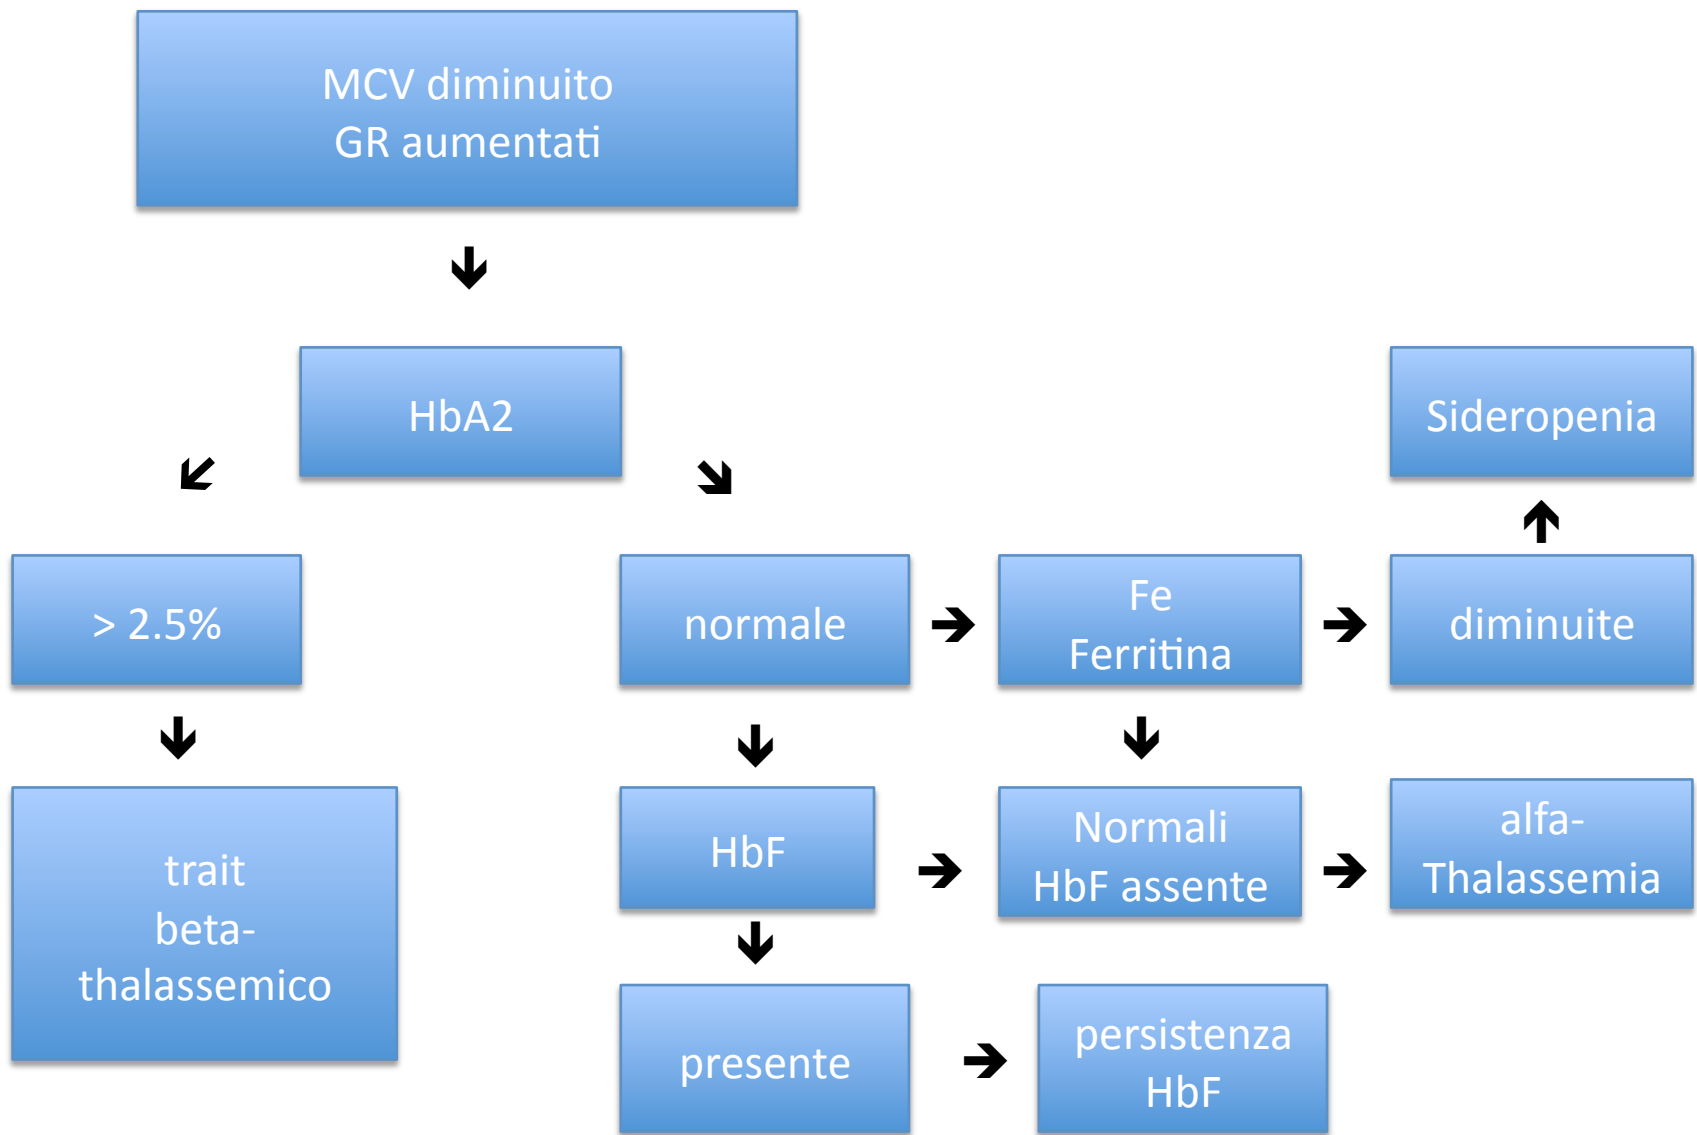 MCV diminuito
GR aumentati
HbA2
Sideropenia
> 2.5%
normale
Fe
Ferritina
diminuite
trait
beta-
thalassemico
HbF
Normali
HbF assente
alfa-
Thalassemia
presente
persistenza
HbF